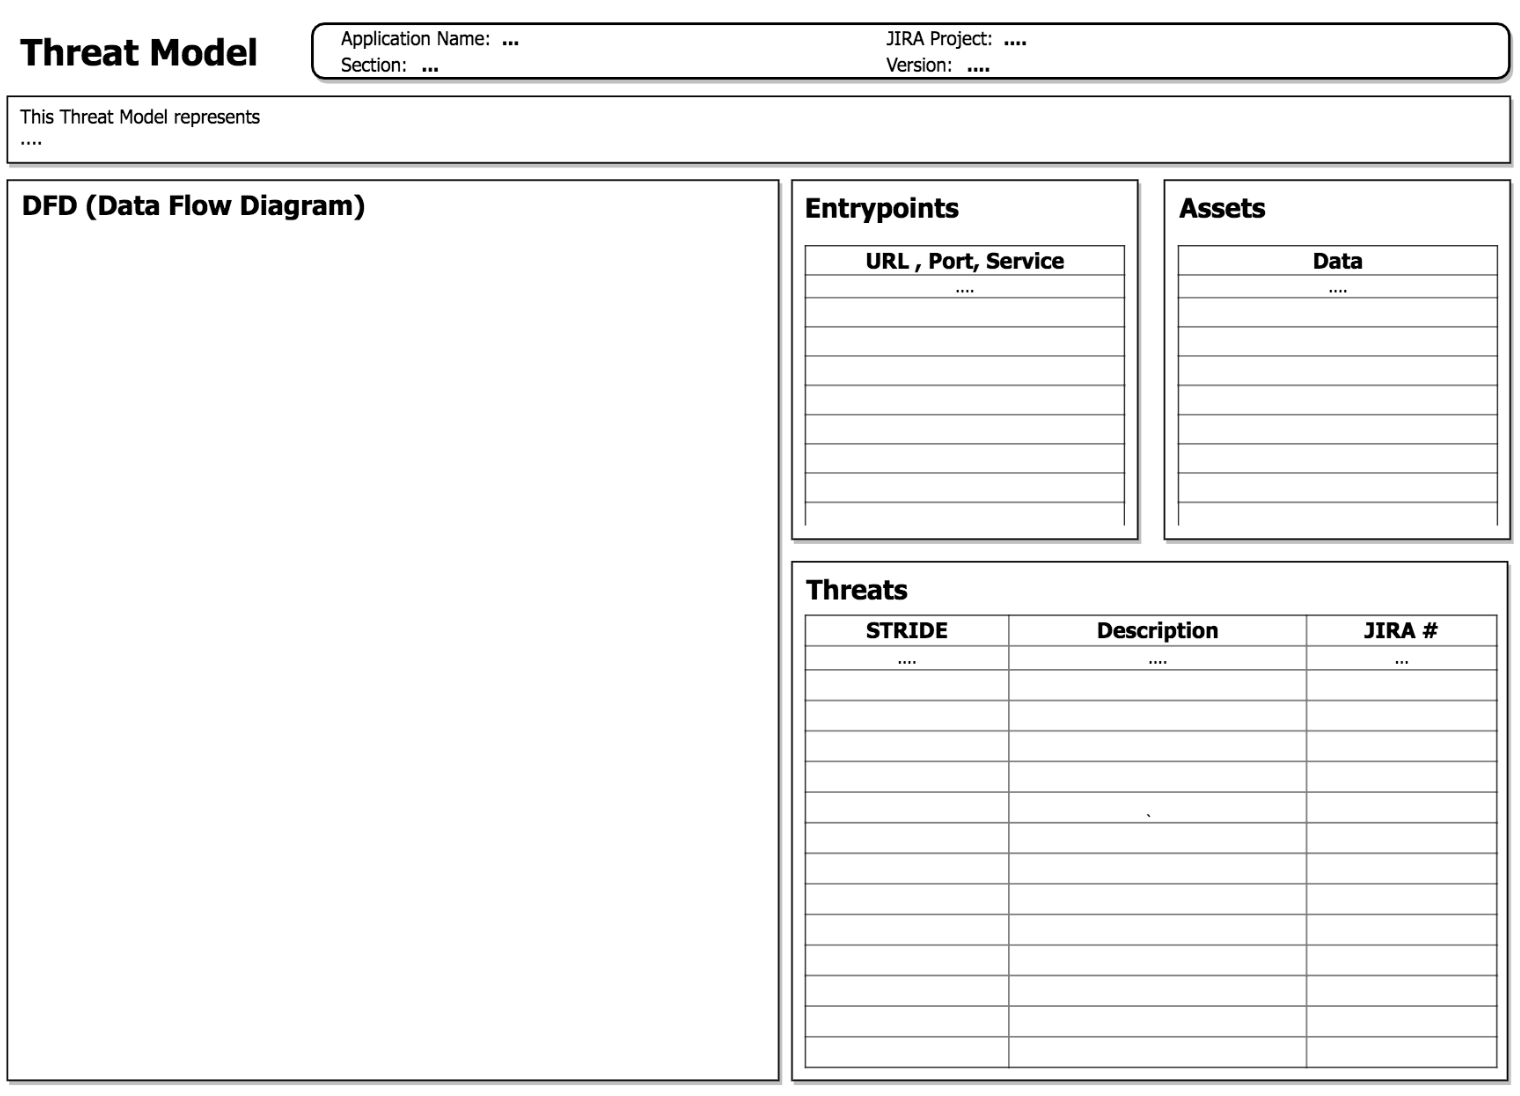 Threat Model
Application Name: ...
JIRA Project: ....
Section: ...
Version: ....
This Threat Model represents
....
DFD (Data Flow Diagram)
Entrypoints
URL , Port, Service
....
Assets
Data
....
Threats
STRIDE Description JIRA #
.... .... ...
`